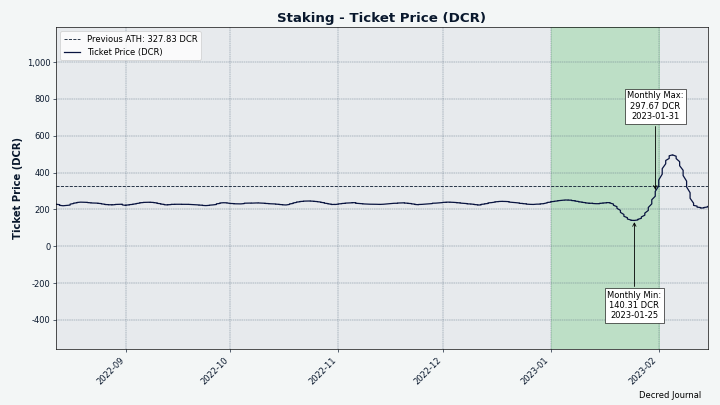 Staking - Ticket Price (DCR)
Previous ATH: 327.83 DCR
Ticket Price (DCR)
Ticket Price (DCR)
1,000
800
600
400
200
0
-200
-400
Monthly Max:
297.67 DCR
2023-01-31
Monthly Min:
140.31 DCR
2023-01-25
2022-09
2022-10
2022-11
2022-12
2023-01
2023-02
Decred Journal